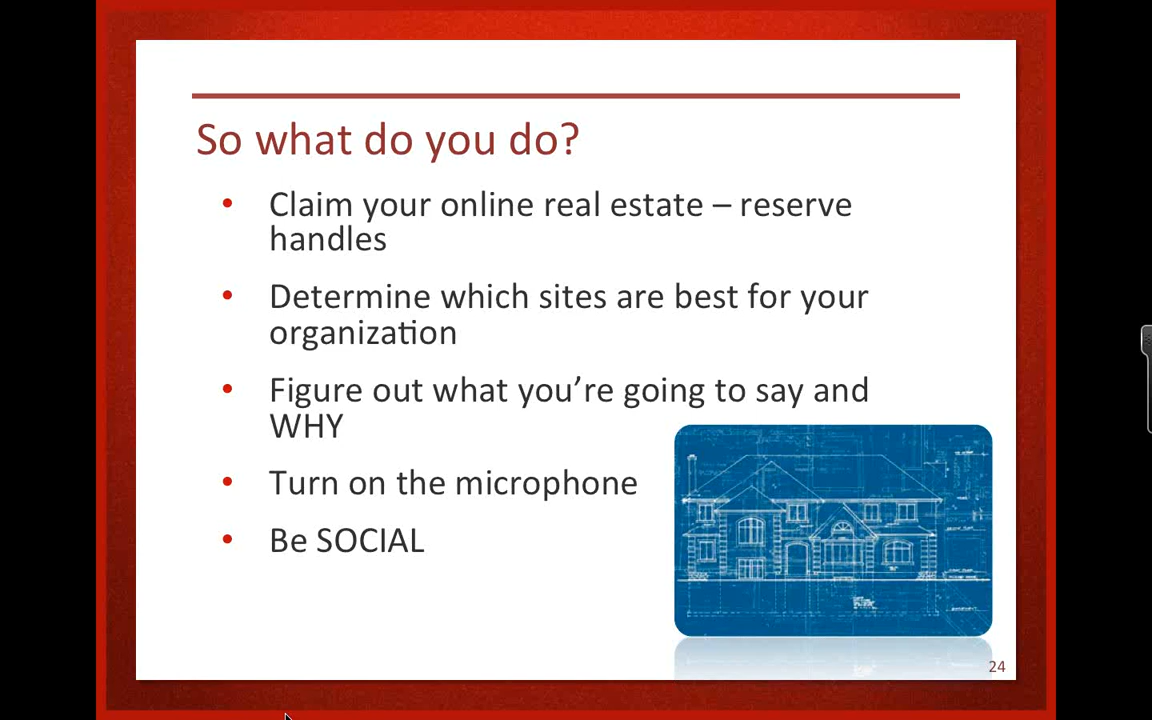 So what do you do?
• Claim your online real estate – reserve
handles
• Determine which sites are best for your
organization
• Figure out what you’re going to say and
WHY
• Turn on the microphone
• Be SOCIAL
24